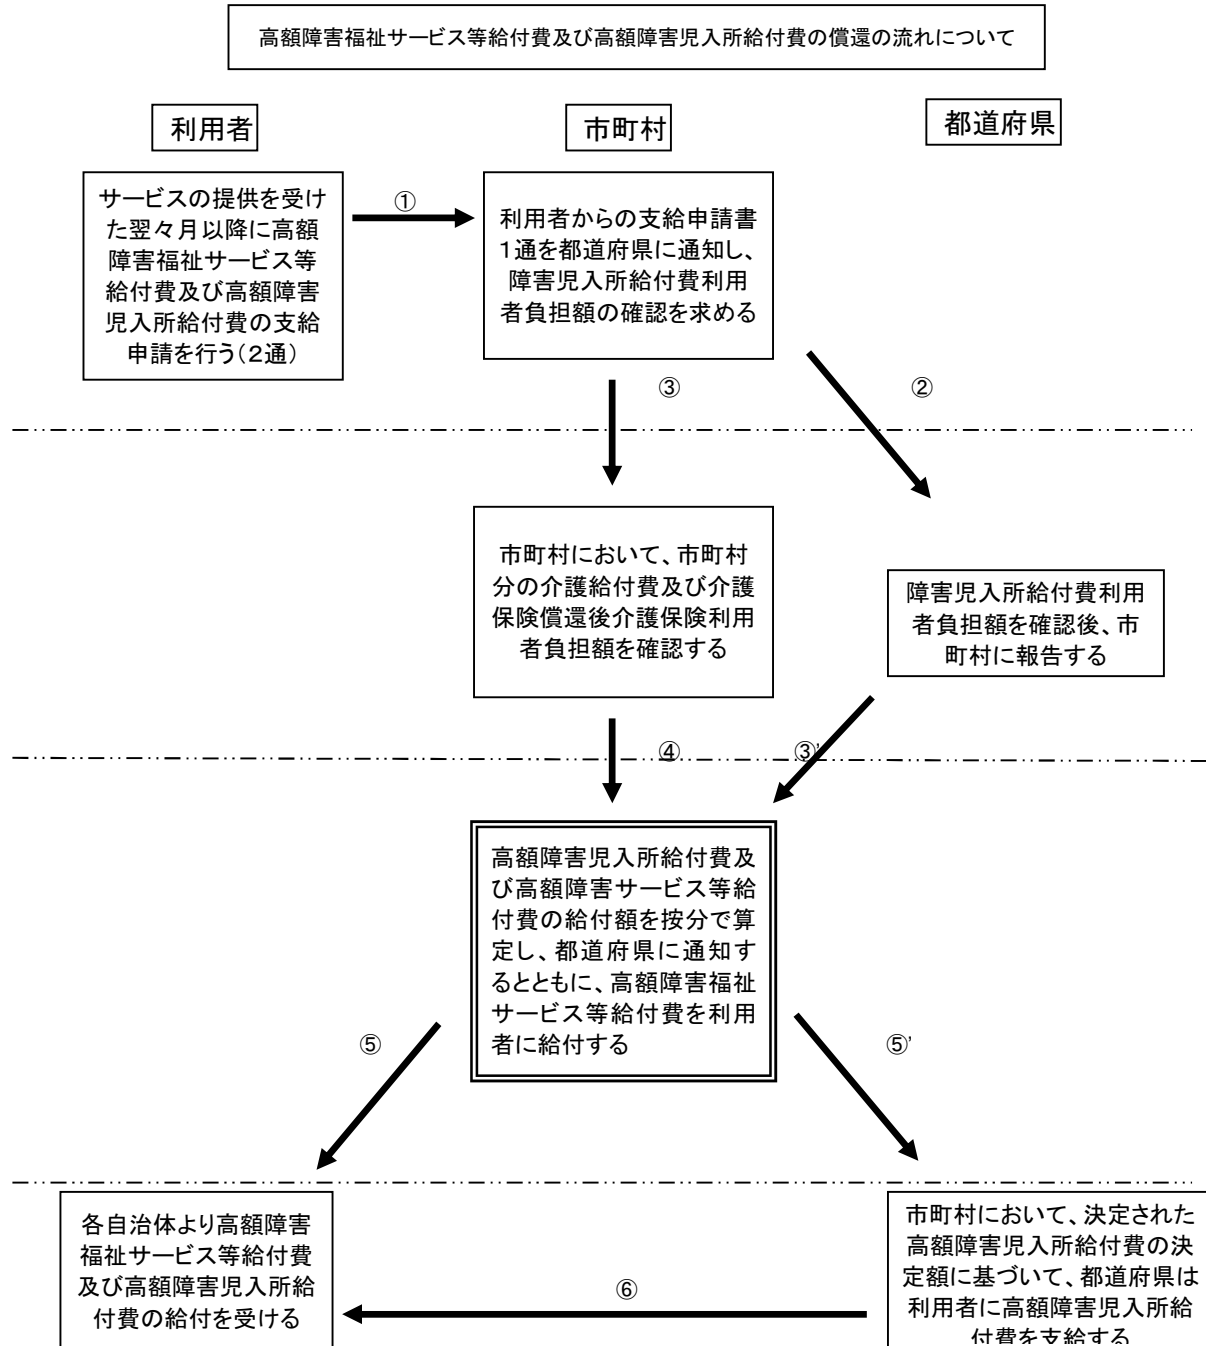 高額障害福祉サービス等給付費及び高額障害児入所給付費の償還の流れについて
利用者
市町村
都道府県
サービスの提供を受け
た翌々月以降に高額
障害福祉サービス等
給付費及び高額障害
児入所給付費の支給
申請を行う(2通)
①
利用者からの支給申請書
1通を都道府県に通知し、
障害児入所給付費利用
者負担額の確認を求める
③
②
市町村において、市町村
分の介護給付費及び介護
保険償還後介護保険利用
者負担額を確認する
障害児入所給付費利用
者負担額を確認後、市
町村に報告する
④
③'
高額障害児入所給付費及
び高額障害サービス等給
付費の給付額を按分で算
定し、都道府県に通知す
るとともに、高額障害福祉
サービス等給付費を利用
者に給付する
⑤
⑤'
各自治体より高額障害
福祉サービス等給付費
及び高額障害児入所給
付費の給付を受ける
⑥
市町村において、決定された
高額障害児入所給付費の決
定額に基づいて、都道府県は
利用者に高額障害児入所給
付費を支給する